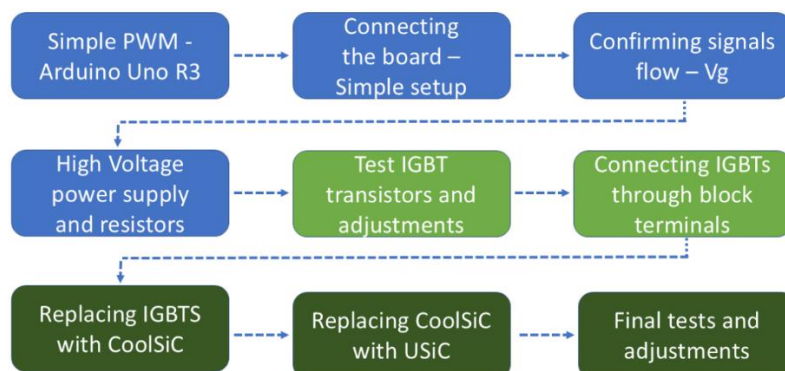 Simple PWM -
Arduino Uno R3
Connecting
the board –
Simple setup
Confirming signals
flow – Vg
High Voltage
power supply
and resistors
Test IGBT
transistors and
adjustments
Connecting IGBTs
through block
terminals
Replacing IGBTS
with CoolSiC
Replacing CoolSiC
with USiC
Final tests and
adjustments